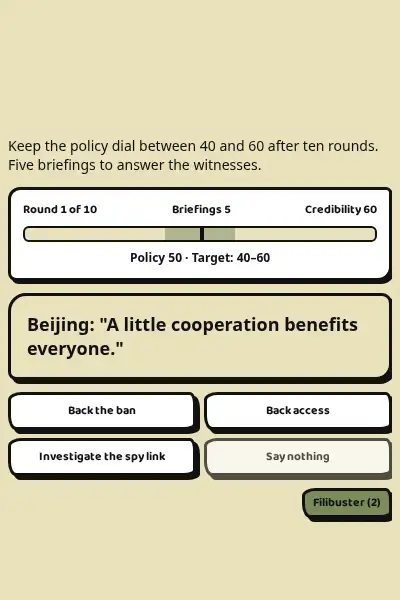 Keep the policy dial between 40 and 60 after ten rounds.
Five briefings to answer the witnesses.
Round 1 of 10 Briefings 5 Credibility 60
Policy 50 · Target: 40–60
Beijing: "A little cooperation benefits
everyone."
Back the ban Back access
Investigate the spy link Say nothing
Filibuster (2)